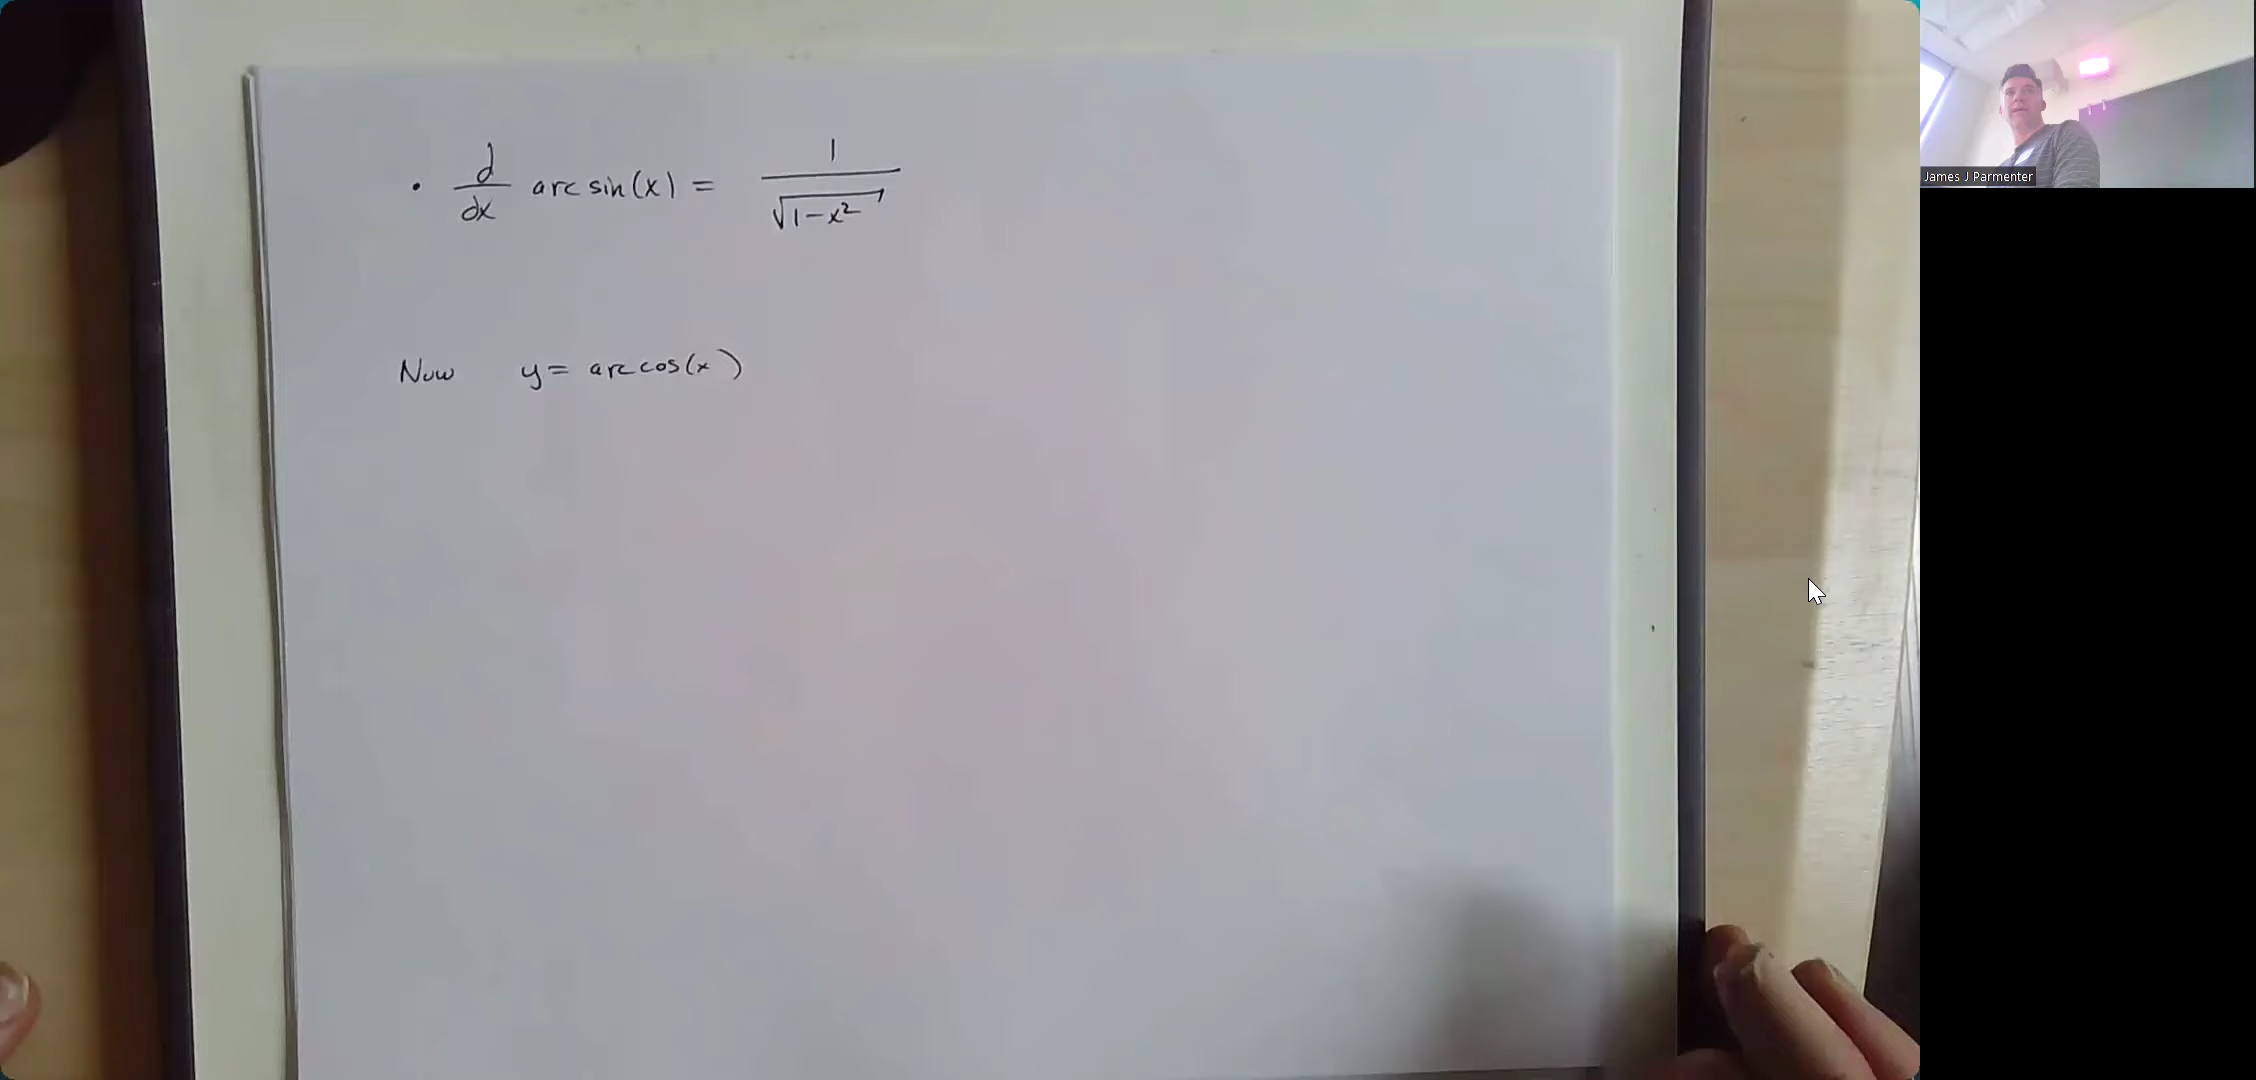 • d/dx arcsin(x) = 1/√(1-x²)
James J Parmenter
Now y = arccos(x)